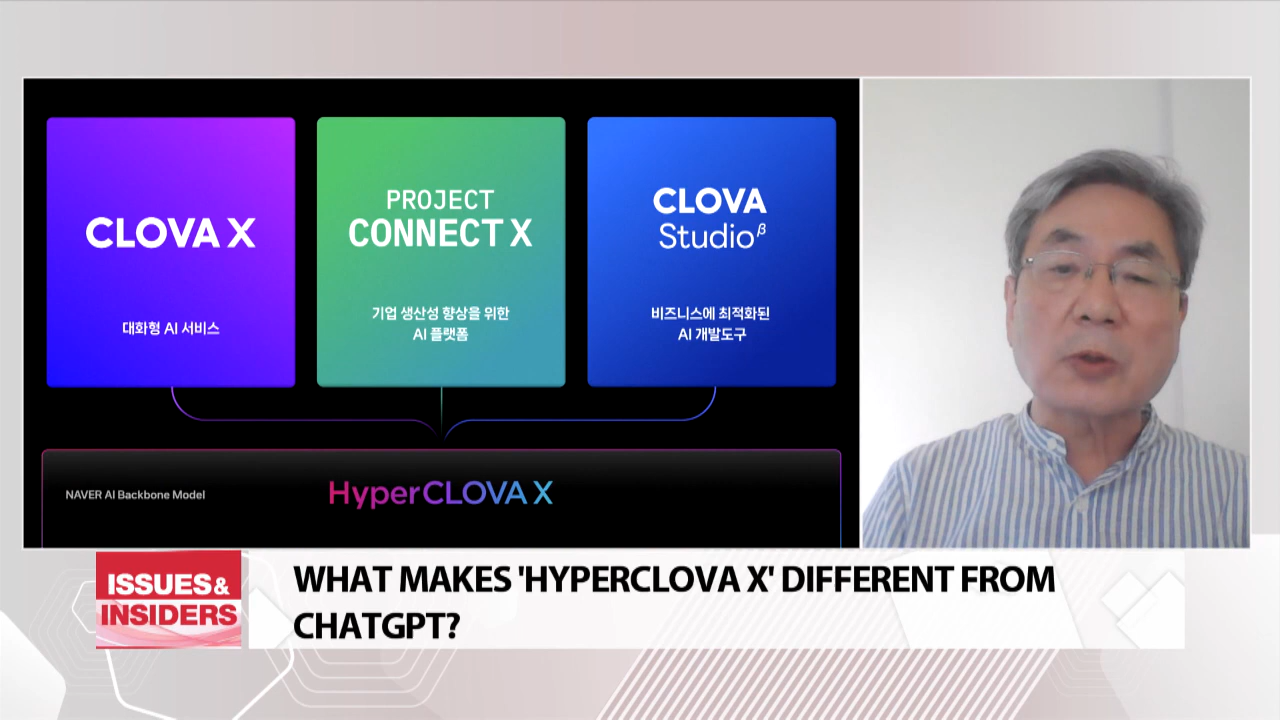 CLOVA X
대화형 AI 서비스
PROJECT
CONNECT X
기업 생산성 향상을 위한
AI 플랫폼
CLOVA
Studio β
비즈니스에 최적화된
AI 개발도구
NAVER AI Backbone Model
HyperCLOVA X
ISSUES&
INSIDERS
WHAT MAKES 'HYPERCLOVA X' DIFFERENT FROM
CHATGPT?